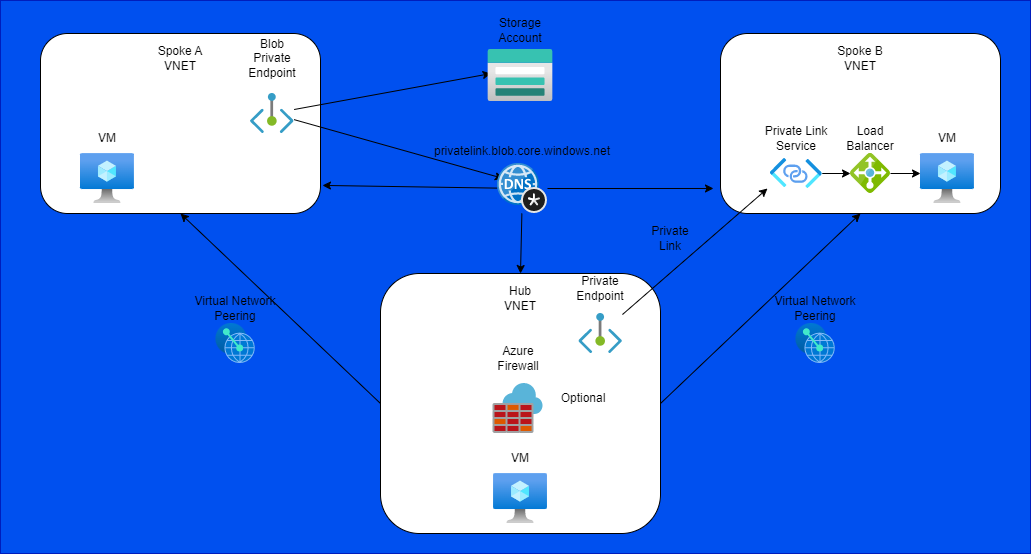 Storage
Account
Spoke A
VNET
Blob
Private
Endpoint
VM
privatelink.blob.core.windows.net
DNS
Spoke B
VNET
Private Link
Service
Load
Balancer
VM
Private
Link
Virtual Network
Peering
Hub
VNET
Private
Endpoint
Azure
Firewall
Optional
VM
Virtual Network
Peering